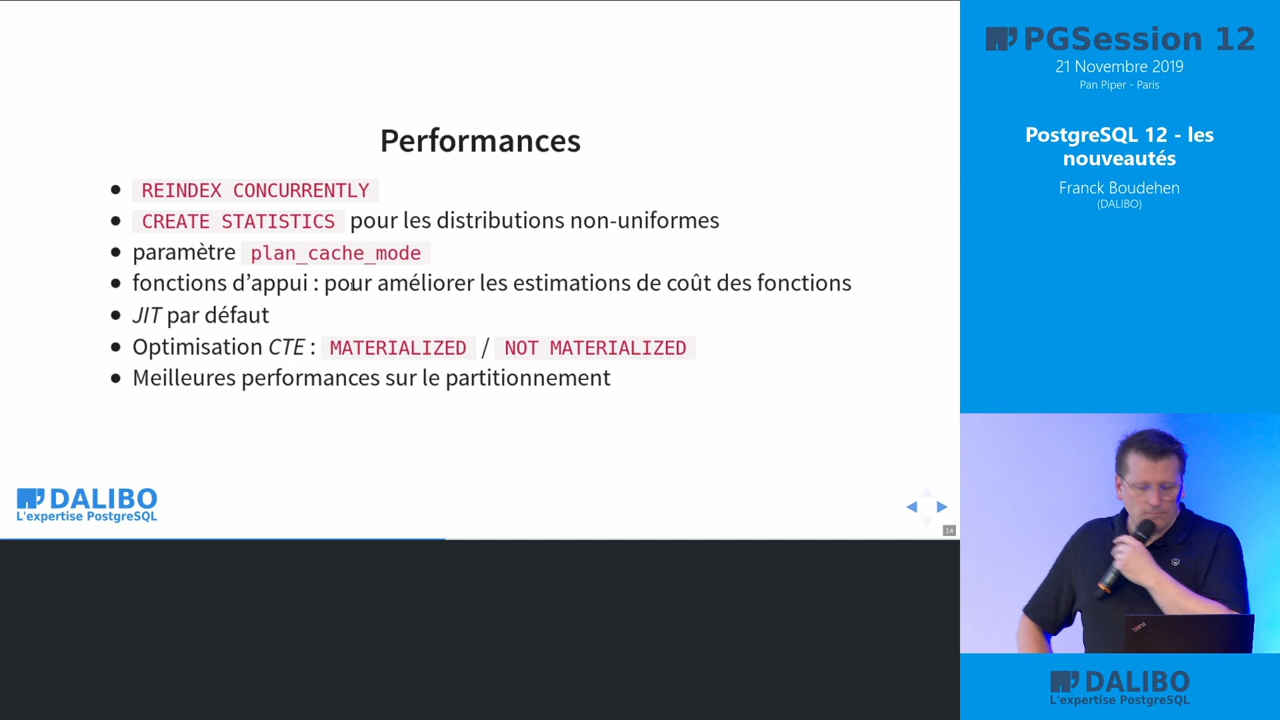 Performances
REINDEX CONCURRENTLY
CREATE STATISTICS pour les distributions non-uniformes
paramètre plan_cache_mode
fonctions d’appui : pour améliorer les estimations de coût des fonctions
JIT par défaut
Optimisation CTE : MATERIALIZED / NOT MATERIALIZED
Meilleures performances sur le partitionnement
DALIBO
L'expertise PostgreSQL
14
PGSession 12
21 Novembre 2019
Pan Piper - Paris
PostgreSQL 12 - les
nouveautés
Franck Boudehen
(DALIBO)
DALIBO
L'expertise PostgreSQL